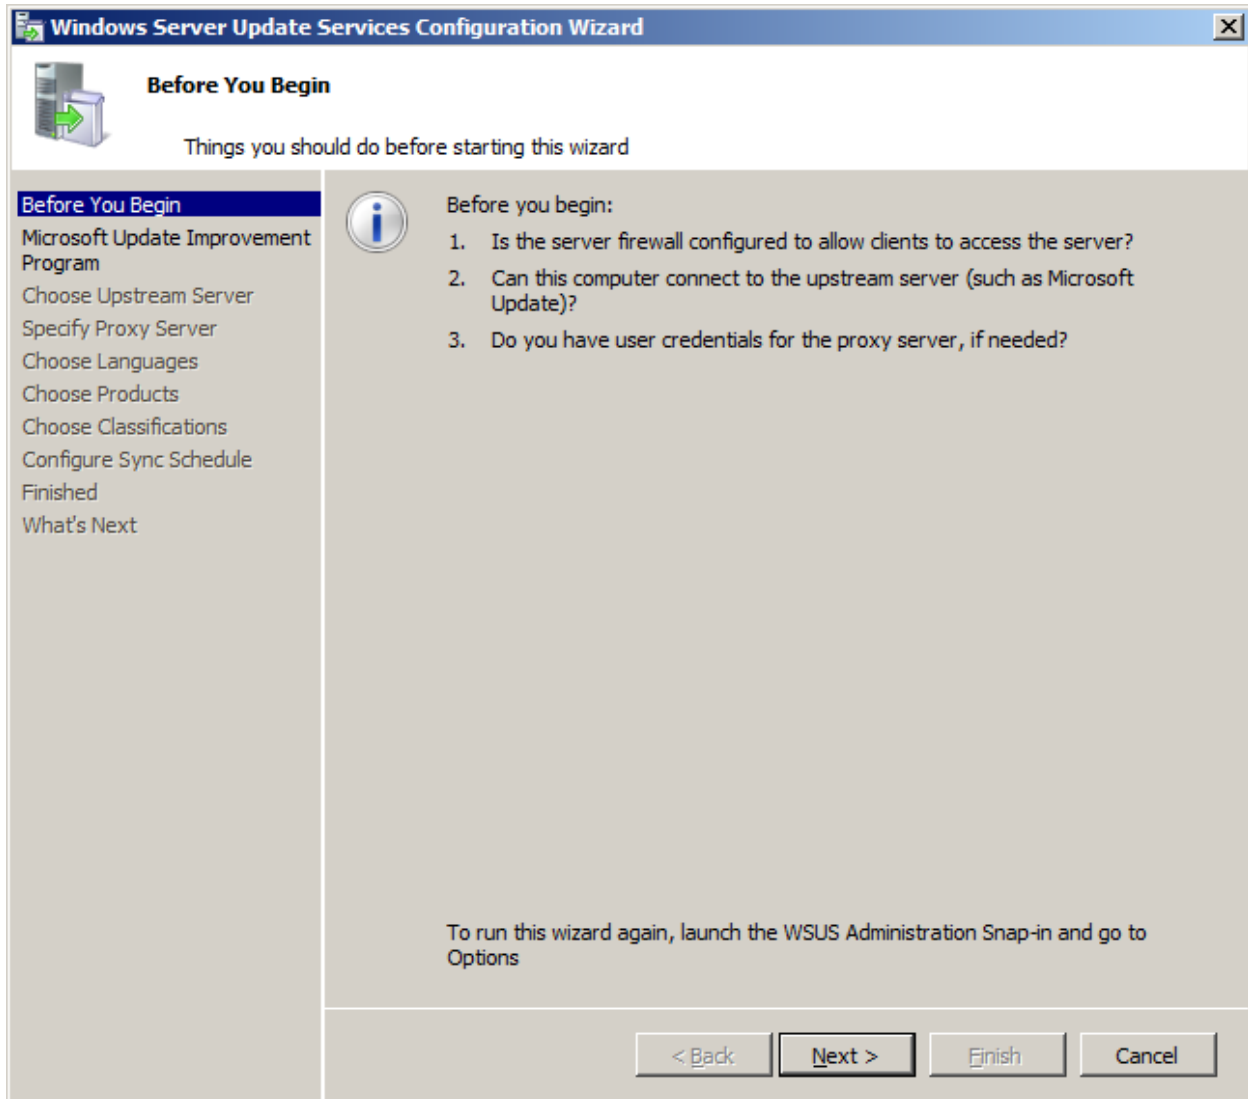 Windows Server Update Services Configuration Wizard
Before You Begin
Things you should do before starting this wizard
Before You Begin
Microsoft Update Improvement
Program
Choose Upstream Server
Specify Proxy Server
Choose Languages
Choose Products
Choose Classifications
Configure Sync Schedule
Finished
What's Next
Before you begin:
1. Is the server firewall configured to allow clients to access the server?
2. Can this computer connect to the upstream server (such as Microsoft
Update)?
3. Do you have user credentials for the proxy server, if needed?
To run this wizard again, launch the WSUS Administration Snap-in and go to
Options
< Back
Next >
Finish
Cancel